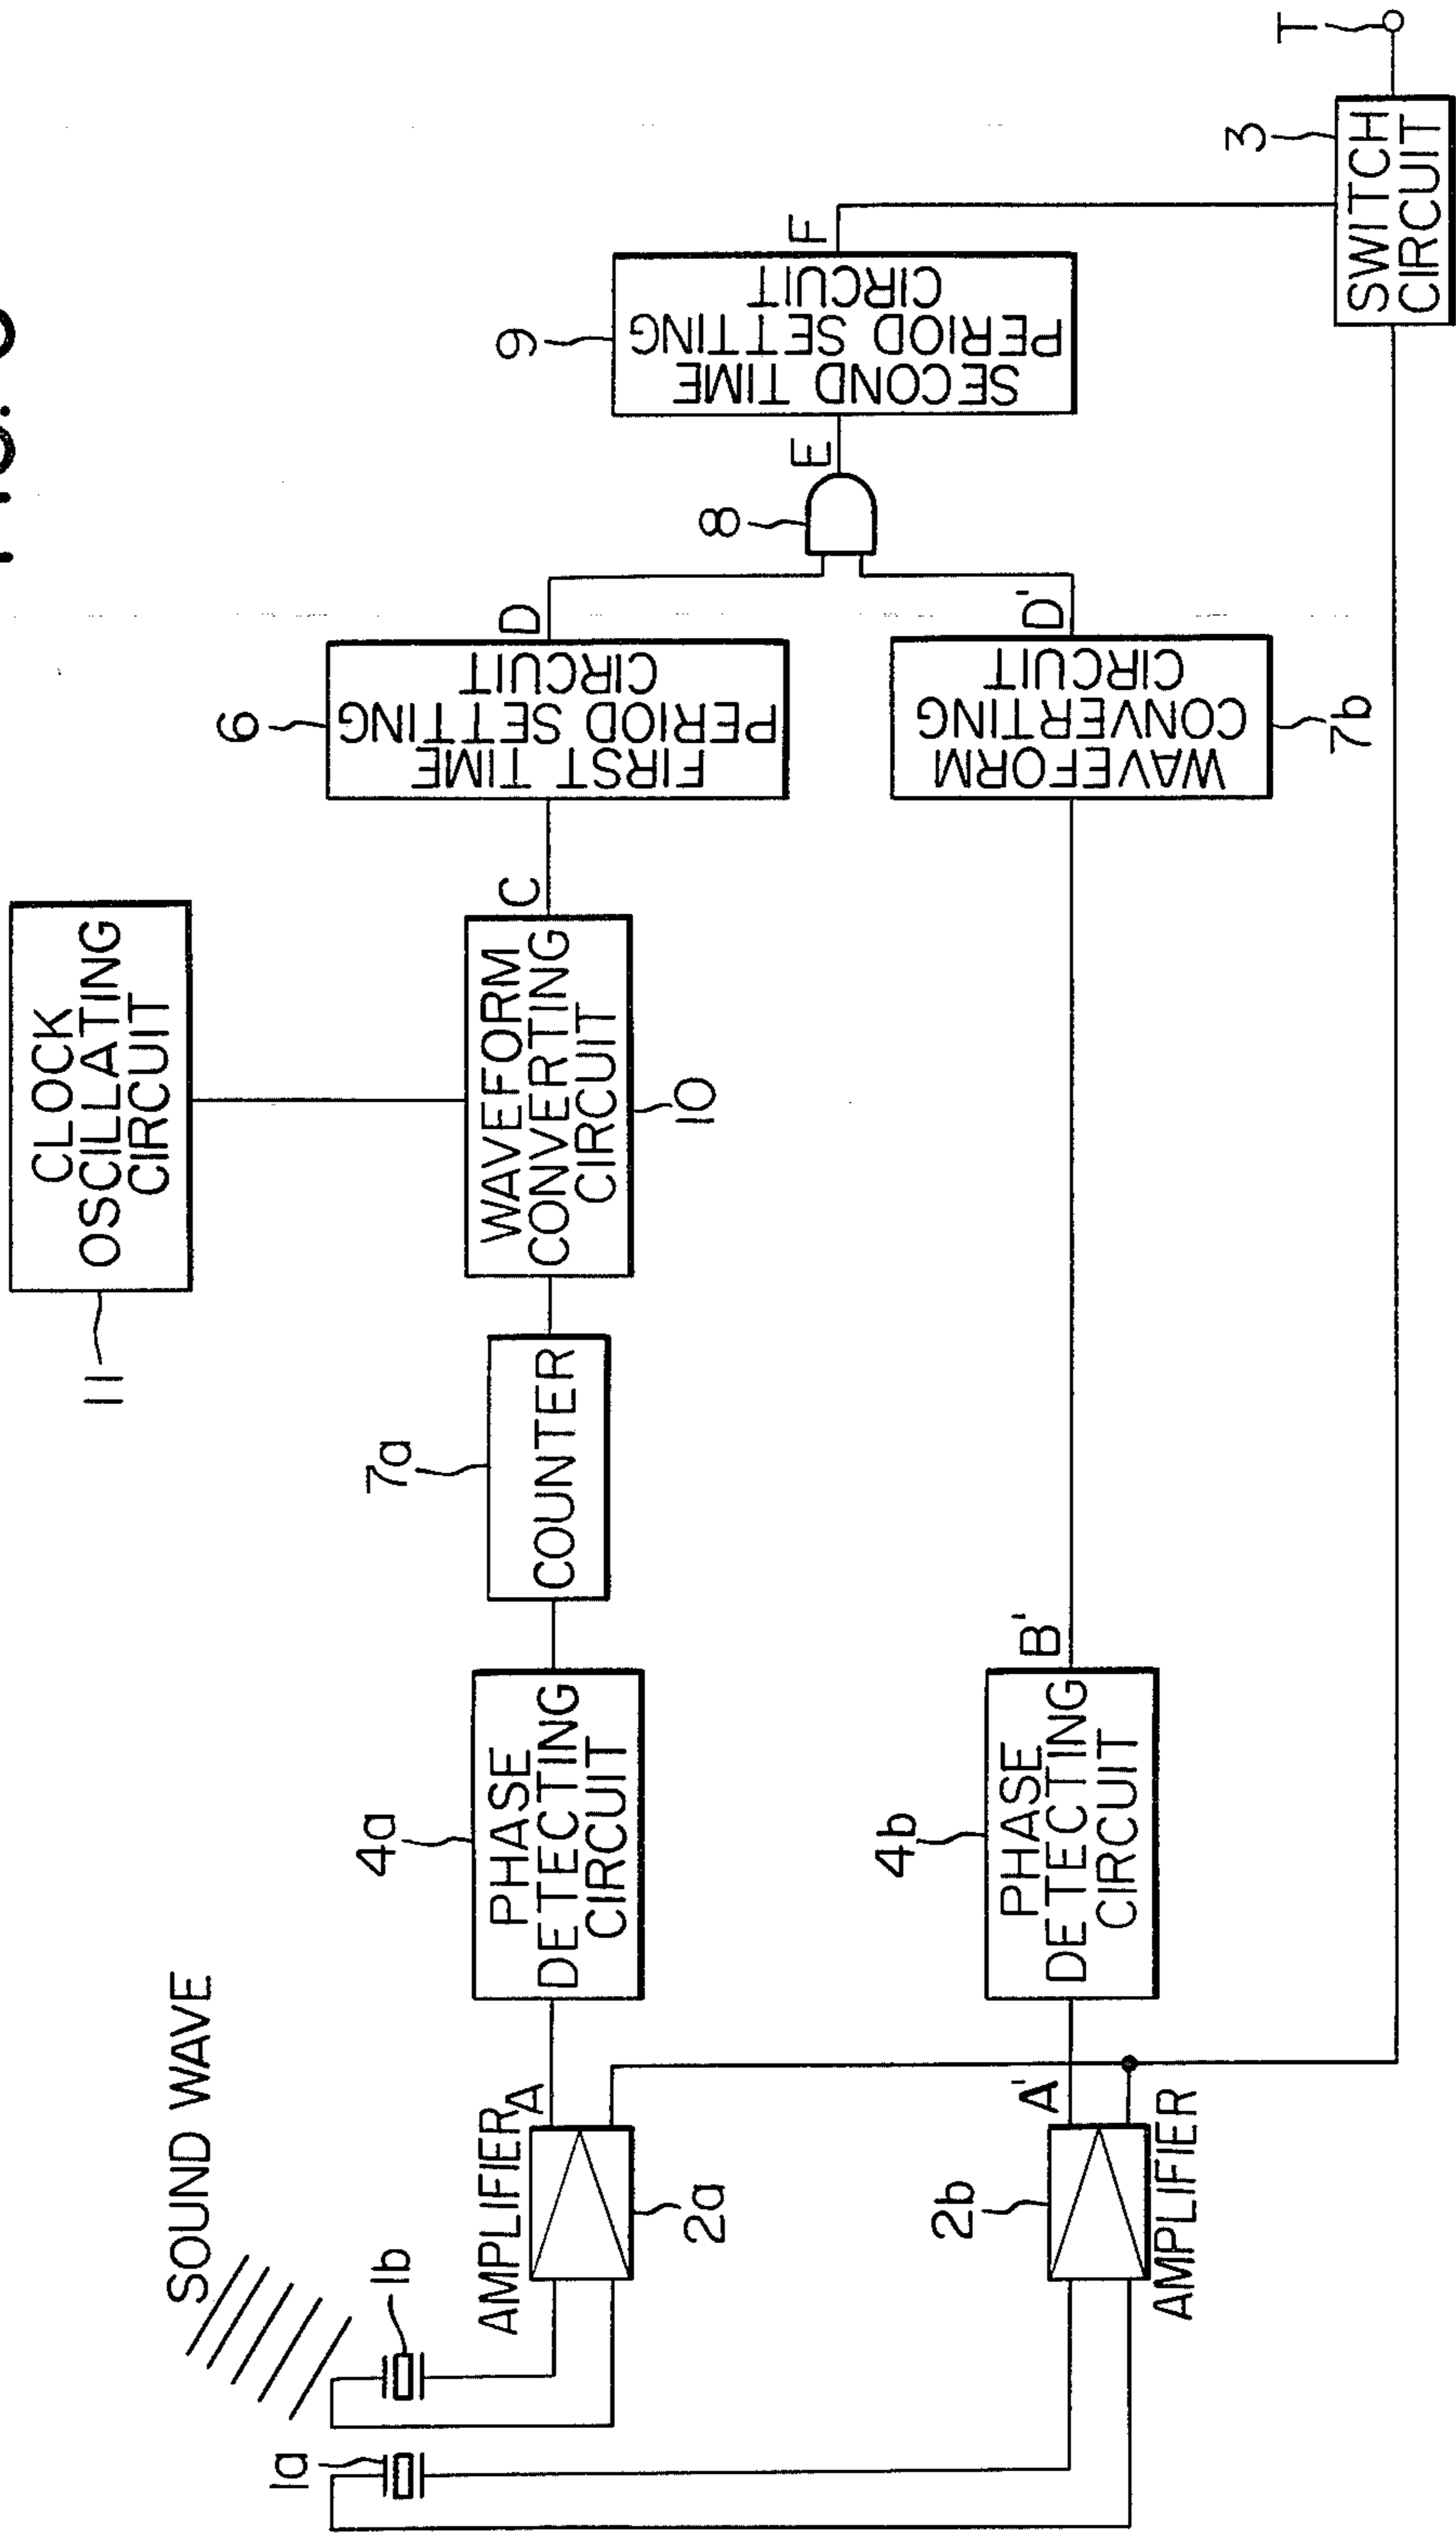 SOUND WAVE
1a
1b
AMPLIFIER
A
2a
2b
A'
AMPLIFIER
4a
PHASE
DETECTING
CIRCUIT
4b
PHASE
DETECTING
CIRCUIT
B'
7a
COUNTER
11
CLOCK
OSCILLATING
CIRCUIT
WAVEFORM
CONVERTING
CIRCUIT
10
C
6
FIRST TIME
PERIOD SETTING
CIRCUIT
D
WAVEFORM
CONVERTING
CIRCUIT
7b
D'
8
E
9
SECOND TIME
PERIOD SETTING
CIRCUIT
F
3
SWITCH
CIRCUIT
T